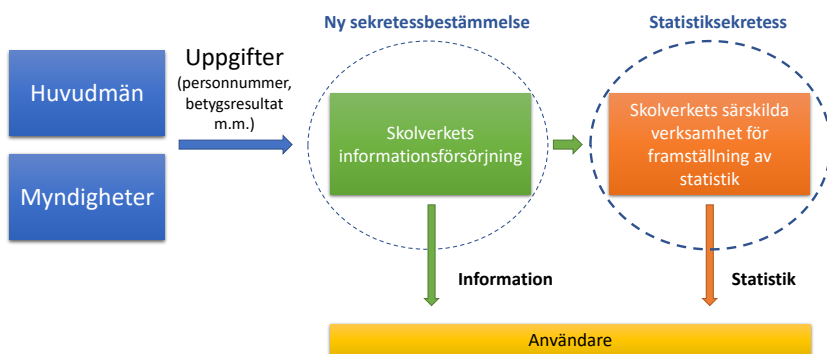 Ny sekretessbestämmelse
Statistiksekretess
Huvudmän
Myndigheter
Uppgifter
(personnummer,
betygsresultat
m.m.)
Skolverkets
informationsförsörjning
Skolverkets särskilda
verksamhet för
framställning av
statistik
Information
Statistik
Användare